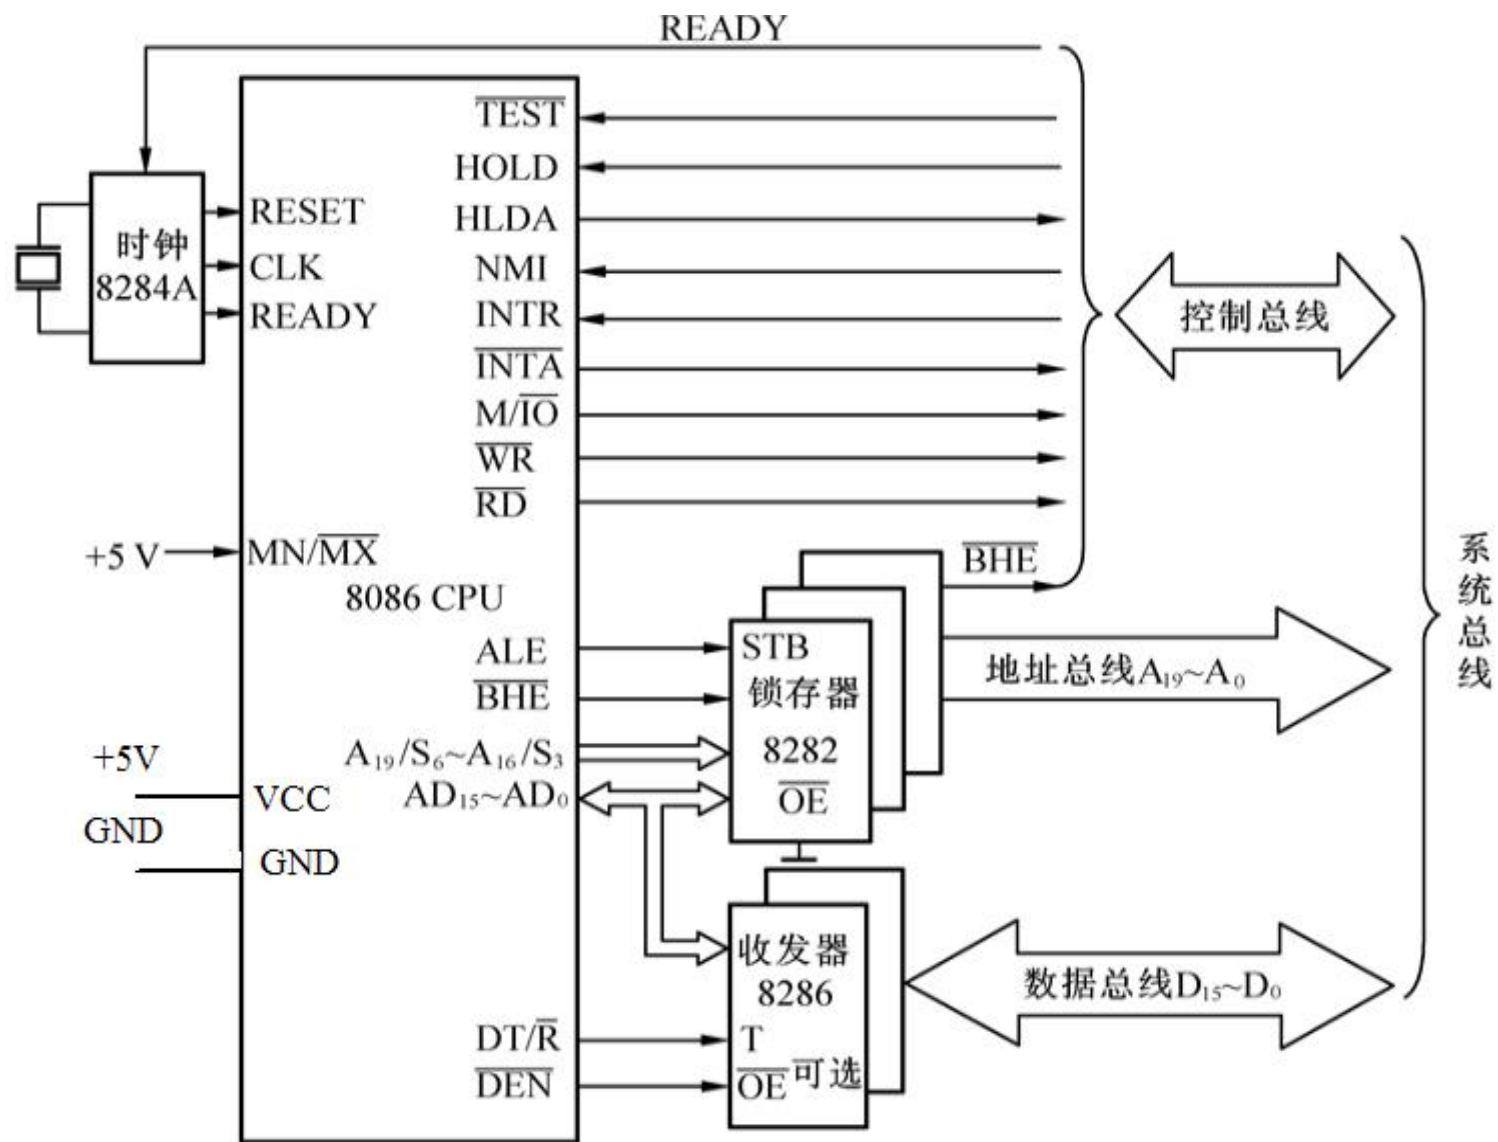 READY
TEST
HOLD
HLDA
NMI
INTR
INTA
M/IO
WR
RD
RESET
CLK
READY
时钟
8284A
控制总线
+5 V
MN/MX
8086 CPU
BHE
ALE
BHE
A19/S6~A16/S3
AD15~AD0
STB
锁存器
8282
OE
地址总线A19~A0
系统总线
+5V
VCC
GND
GND
收发器
8286
T
OE可选
DT/R
DEN
数据总线D15~D0